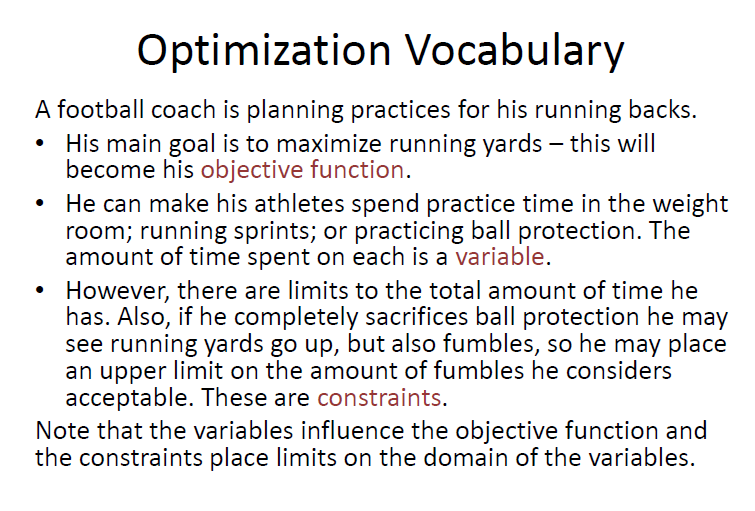 Optimization Vocabulary
A football coach is planning practices for his running backs.
• His main goal is to maximize running yards – this will
become his objective function.
• He can make his athletes spend practice time in the weight
room; running sprints; or practicing ball protection. The
amount of time spent on each is a variable.
• However, there are limits to the total amount of time he
has. Also, if he completely sacrifices ball protection he may
see running yards go up, but also fumbles, so he may place
an upper limit on the amount of fumbles he considers
acceptable. These are constraints.
Note that the variables influence the objective function and
the constraints place limits on the domain of the variables.